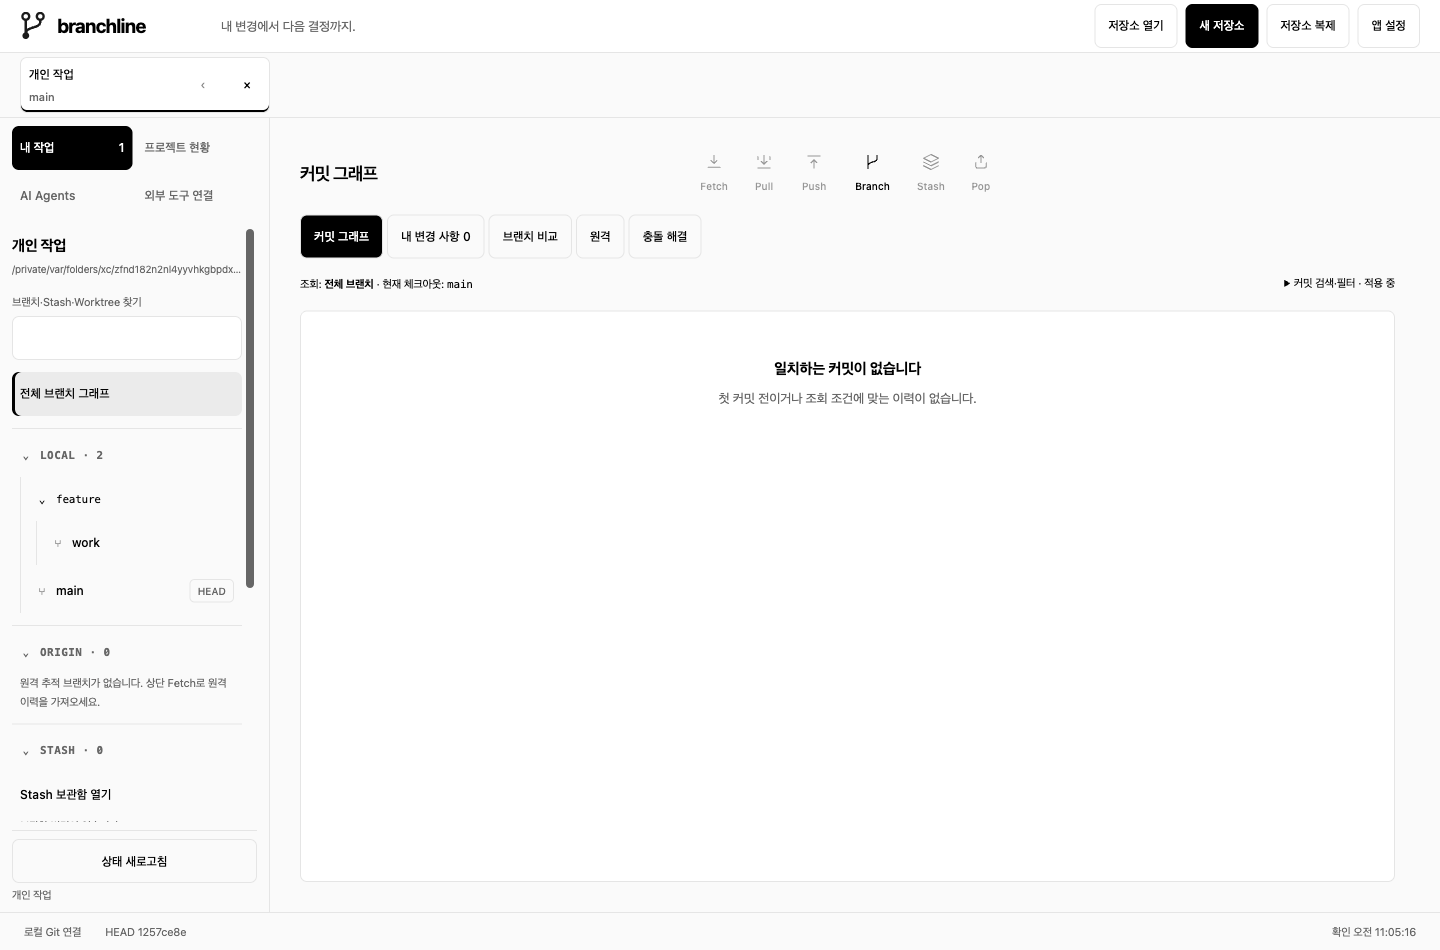 branchline
내 변경에서 다음 결정까지.
저장소 열기
새 저장소
저장소 복제
앱 설정
개인 작업
main
내 작업 1
프로젝트 현황
AI Agents
외부 도구 연결
개인 작업
/private/var/folders/xc/zfnd182n2nl4yyvhkgbpdx...
브랜치·Stash·Worktree 찾기
전체 브랜치 그래프
LOCAL · 2
feature
work
main HEAD
ORIGIN · 0
원격 추적 브랜치가 없습니다. 상단 Fetch로 원격
이력을 가져오세요.
STASH · 0
Stash 보관함 열기
상태 새로고침
개인 작업
커밋 그래프
Fetch
Pull
Push
Branch
Stash
Pop
커밋 그래프
내 변경 사항 0
브랜치 비교
원격
충돌 해결
조회: 전체 브랜치 · 현재 체크아웃: main
커밋 검색·필터 · 적용 중
일치하는 커밋이 없습니다
첫 커밋 전이거나 조회 조건에 맞는 이력이 없습니다.
로컬 Git 연결
HEAD 1257ce8e
확인 오전 11:05:16